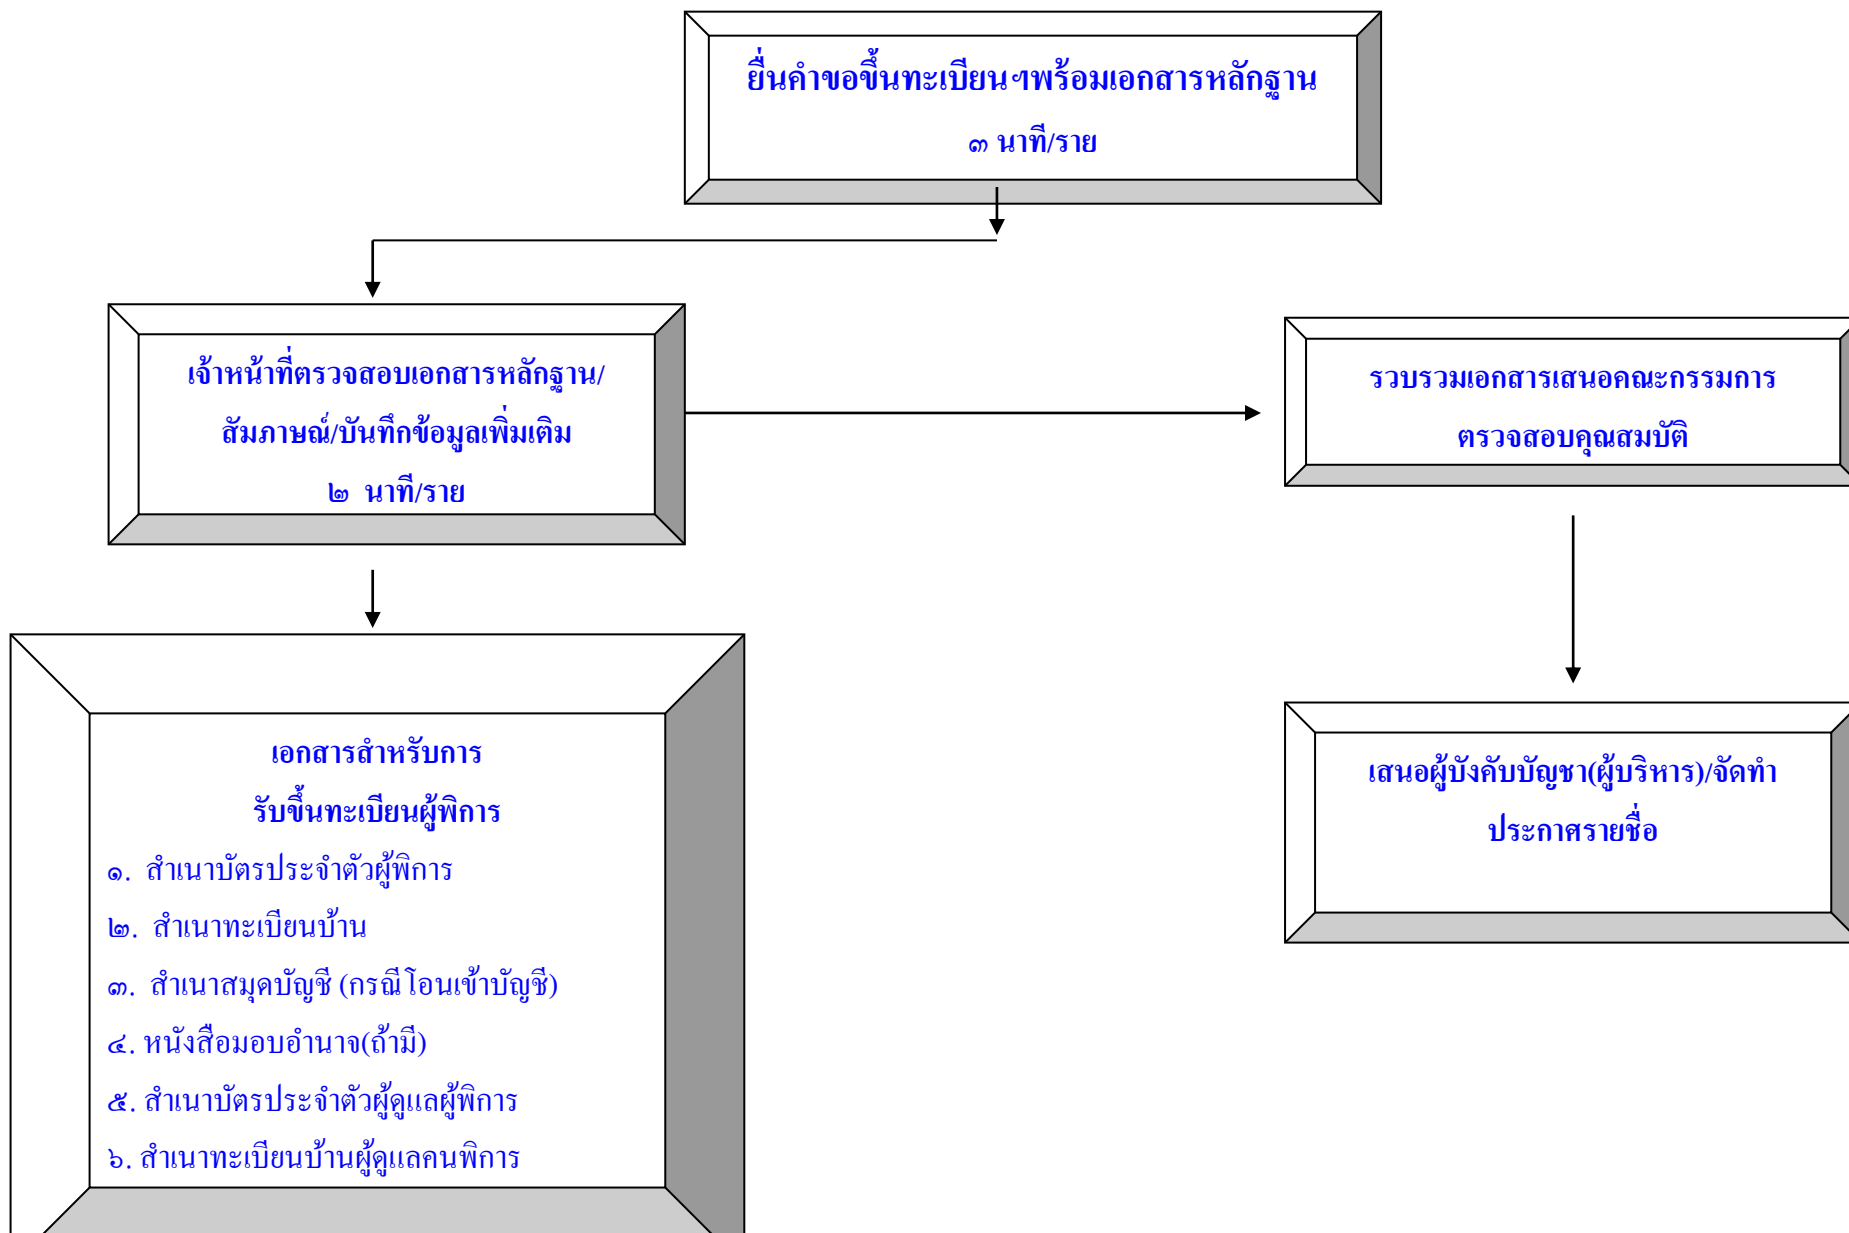 ยื่นคำขอขึ้นทะเบียนฯพร้อมเอกสารหลักฐาน
๓ นาที/ราย
เจ้าหน้าที่ตรวจสอบเอกสารหลักฐาน/
สัมภาษณ์/บันทึกข้อมูลเพิ่มเติม
๒ นาที/ราย
รวบรวมเอกสารเสนอคณะกรรมการ
ตรวจสอบคุณสมบัติ
เอกสารสำหรับการ
รับขึ้นทะเบียนผู้พิการ
๑. สำเนาบัตรประจำตัวผู้พิการ
๒. สำเนาทะเบียนบ้าน
๓. สำเนาสมุดบัญชี (กรณีโอนเข้าบัญชี)
๔. หนังสือมอบอำนาจ(ถ้ามี)
๕. สำเนาบัตรประจำตัวผู้ดูแลผู้พิการ
๖. สำเนาทะเบียนบ้านผู้ดูแลคนพิการ
เสนอผู้บังคับบัญชา(ผู้บริหาร)/จัดทำ
ประกาศรายชื่อ